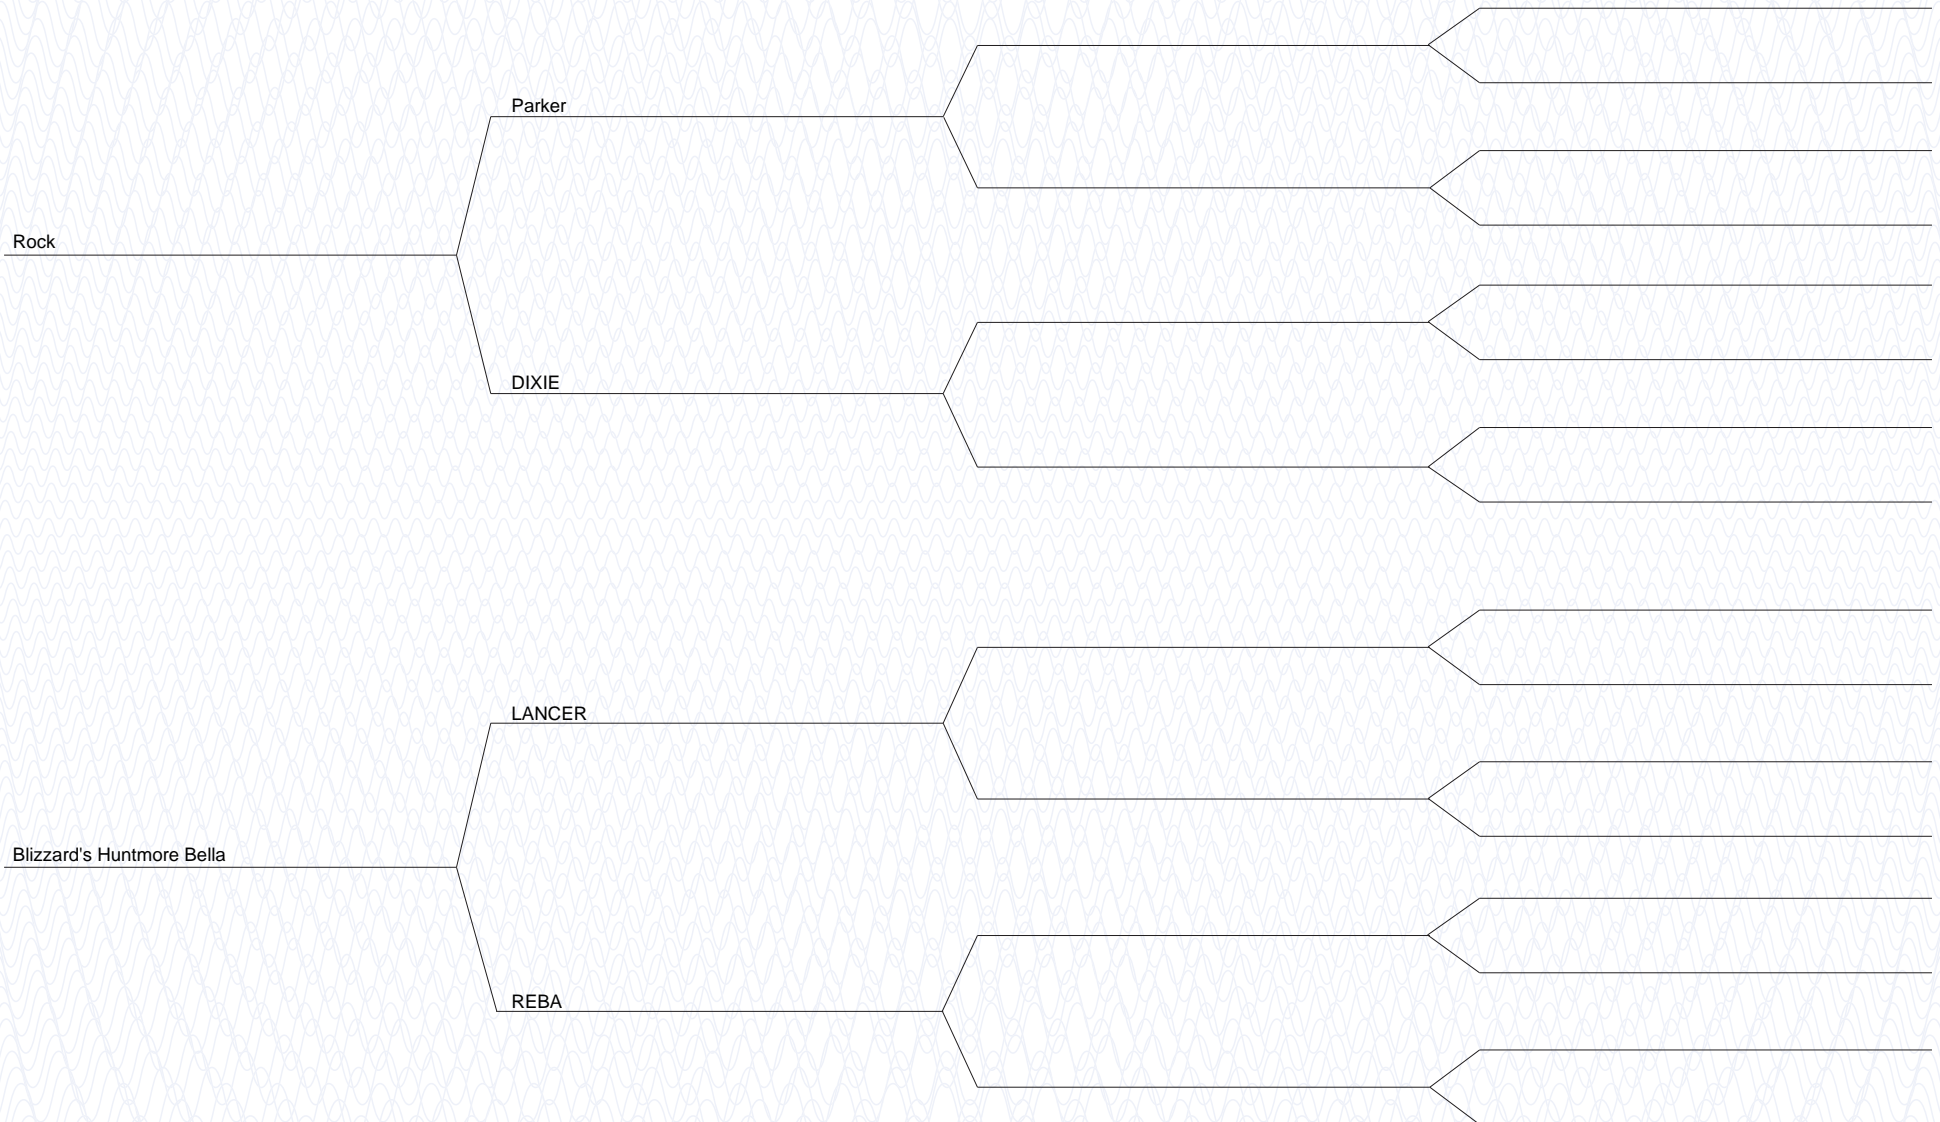 Parker
Rock
DIXIE
LANCER
Blizzard's Huntmore Bella
REBA